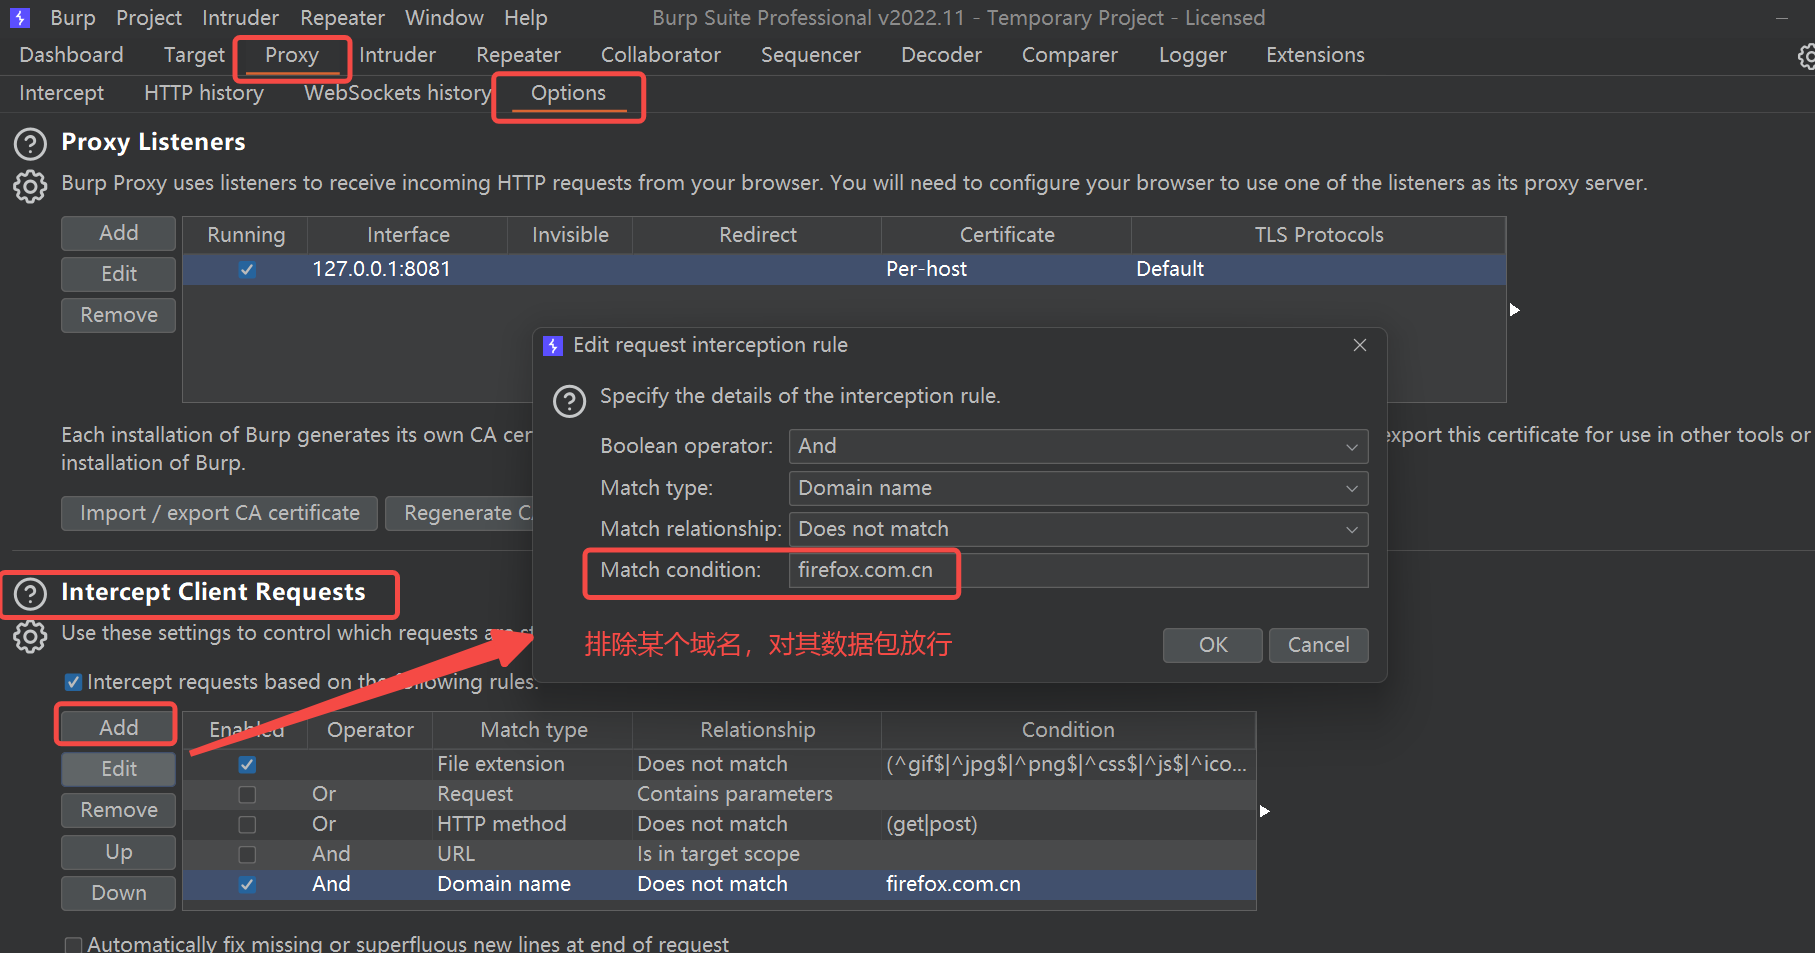 Burp Project Intruder Repeater Window Help Burp Suite Professional v2022.11 - Temporary Project - Licensed
Dashboard Target Proxy Intruder Repeater Collaborator Sequencer Decoder Comparer Logger Extensions
Intercept HTTP history WebSockets history Options
Proxy Listeners
Burp Proxy uses listeners to receive incoming HTTP requests from your browser. You will need to configure your browser to use one of the listeners as its proxy server.
Add
Edit
Remove
Running Interface Invisible Redirect Certificate TLS Protocols
127.0.0.1:8081 Per-host Default
Each installation of Burp generates its own CA cer export this certificate for use in other tools or
installation of Burp.
Import / export CA certificate Regenerate C
Edit request interception rule
Specify the details of the interception rule.
Boolean operator: And
Match type: Domain name
Match relationship: Does not match
Match condition: firefox.com.cn
排除某个域名，对其数据包放行
OK Cancel
Intercept Client Requests
Use these settings to control which requests are st
Intercept requests based on the following rules:
Add
Edit
Remove
Up
Down
Enabled Operator Match type Relationship Condition
File extension Does not match (^gif$|^jpg$|^png$|^css$|^js$|^ico...
Or Request Contains parameters
Or HTTP method Does not match (get|post)
And URL Is in target scope
And Domain name Does not match firefox.com.cn
Automatically fix missing or superfluous new lines at end of request